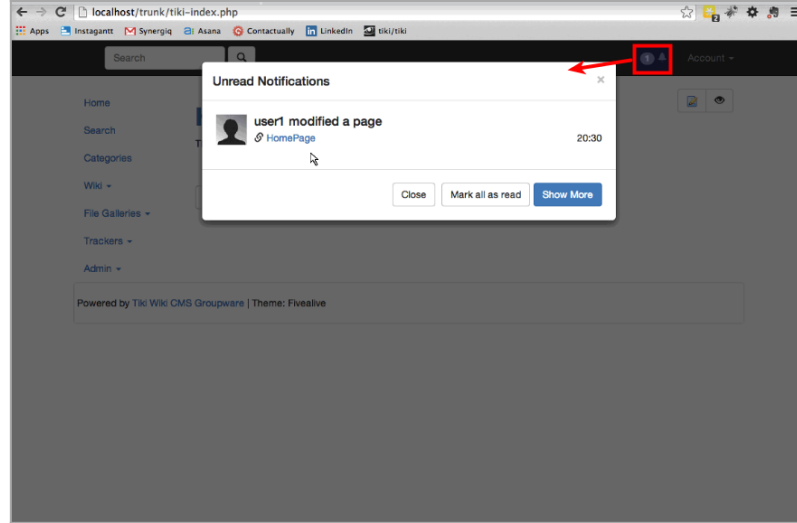 localhost/trunk/tiki-index.php
2
Apps Instagantt Synergiq Asana Contactually LinkedIn tiki/tiki
Search
1
Account
Unread Notifications
×
user1 modified a page
HomePage
20:30
Close Mark all as read Show More
Home
Search
Categories
Wiki
File Galleries
Trackers
Admin
Powered by Tiki Wiki CMS Groupware | Theme: Fivealive